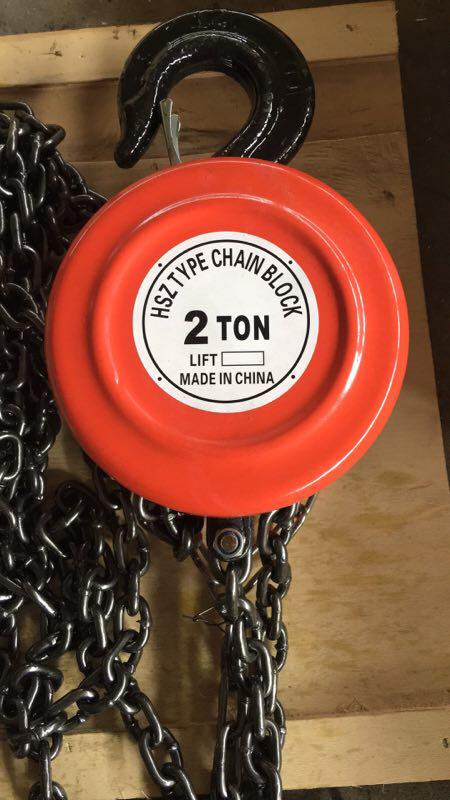 HSZ TYPE CHAIN BLOCK
2 TON
LIFT
MADE IN CHINA